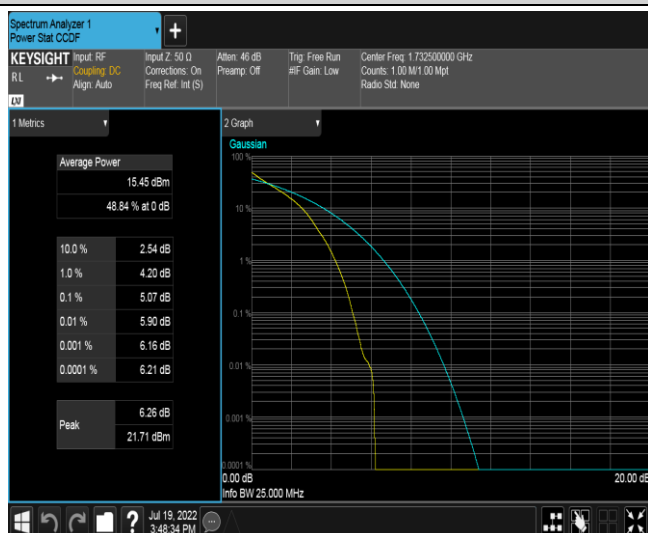 Spectrum Analyzer 1
Power Stat CCDF
+
KEYSIGHT
RL
LXI
Input: RF
Coupling: DC
Align: Auto
Input Z: 50 Ω
Corrections: On
Freq Ref: Int (S)
Atten: 46 dB
Preamp: Off
Trig: Free Run
#IF Gain: Low
Center Freq: 1.732500000 GHz
Counts: 1.00 M/1.00 Mpt
Radio Std: None
1 Metrics
Average Power
15.45 dBm
48.84 % at 0 dB
10.0 % 2.54 dB
1.0 % 4.20 dB
0.1 % 5.07 dB
0.01 % 5.90 dB
0.001 % 6.16 dB
0.0001 % 6.21 dB
Peak
6.26 dB
21.71 dBm
2 Graph
Gaussian
100 %
10 %
1 %
0.1 %
0.01 %
0.001 %
0.0001 %
0.00 dB
20.00 dB
Info BW 25.000 MHz
?
Jul 19, 2022
3:48:34 PM